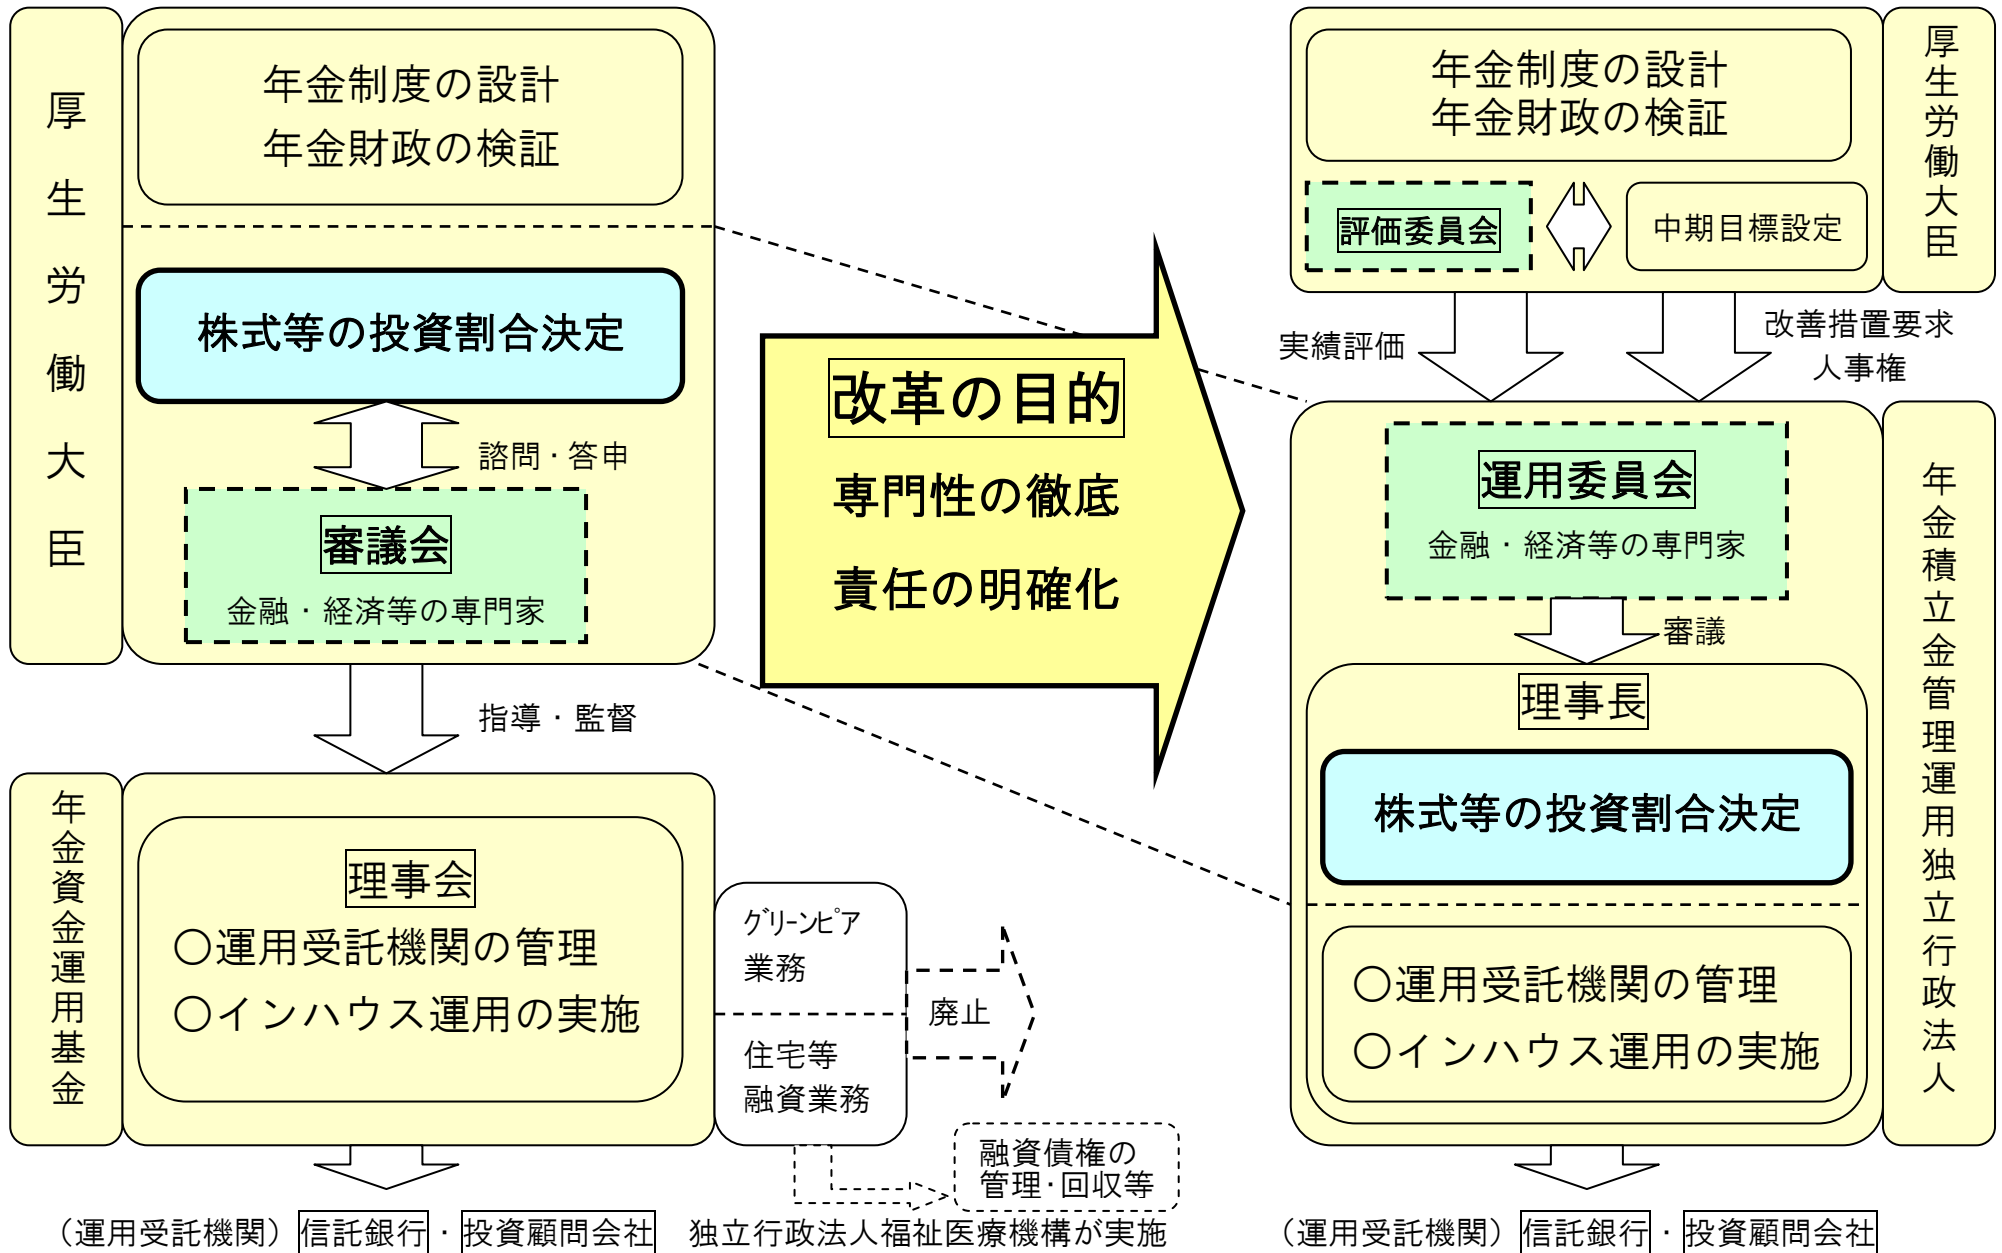 厚生労働大臣
年金制度の設計
年金財政の検証
株式等の投資割合決定
諮問・答申
審議会
金融・経済等の専門家
指導・監督
年金資金運用基金
理事会
○運用受託機関の管理
○インハウス運用の実施
ｸﾞﾘｰﾝﾋﾟｱ
業務
住宅等
融資業務
廃止
融資債権の
管理･回収等
独立行政法人福祉医療機構が実施
（運用受託機関）信託銀行・投資顧問会社
改革の目的
専門性の徹底
責任の明確化
厚生労働大臣
年金制度の設計
年金財政の検証
評価委員会
中期目標設定
実績評価
改善措置要求
人事権
年金積立金管理運用独立行政法人
運用委員会
金融・経済等の専門家
審議
理事長
株式等の投資割合決定
○運用受託機関の管理
○インハウス運用の実施
（運用受託機関）信託銀行・投資顧問会社